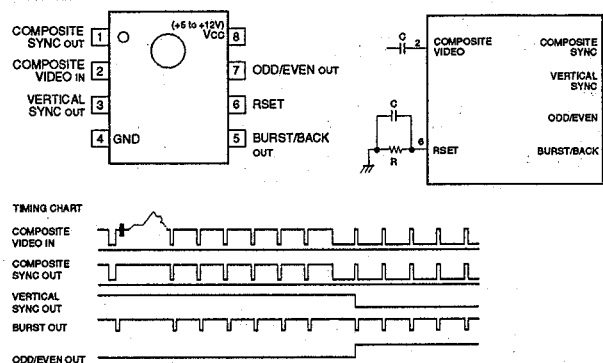 COMPOSITE
SYNC OUT
1
(+5 to +12V)
VCC
8
COMPOSITE
VIDEO IN
2
7
ODD/EVEN OUT
VERTICAL
SYNC OUT
3
6
RSET
4
GND
5
BURST/BACK
OUT
C
2
COMPOSITE
VIDEO
COMPOSITE
SYNC
VERTICAL
SYNC
ODD/EVEN
C
R
6
RSET
BURST/BACK
TIMING CHART
COMPOSITE
VIDEO IN
COMPOSITE
SYNC OUT
VERTICAL
SYNC OUT
BURST OUT
ODD/EVEN OUT